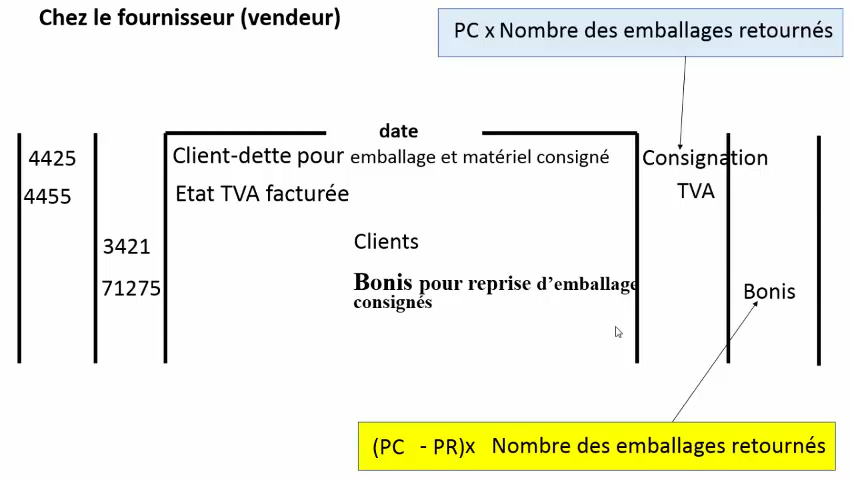 Chez le fournisseur (vendeur)
PC x Nombre des emballages retournés
date
4425 Client-dette pour emballage et matériel consigné Consignation
4455 Etat TVA facturée TVA
3421 Clients
71275 Bonis pour reprise d’emballage Bonis
consignés
(PC - PR)x Nombre des emballages retournés